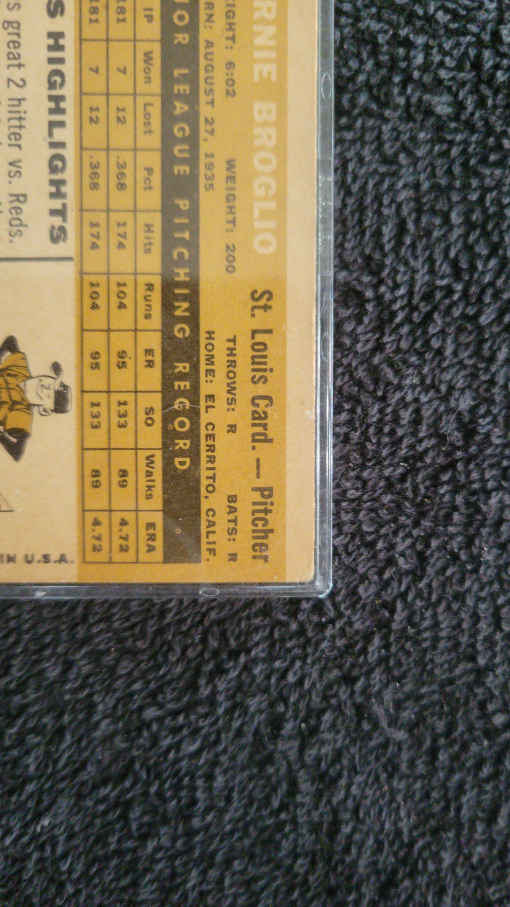 RNIE BROGLIO
St. Louis Card. — Pitcher
IGHT: 6:02 WEIGHT: 200 THROWS: R BATS: R
RN: AUGUST 27, 1935 HOME: EL CERRITO, CALIF.
JOR LEAGUE PITCHING RECORD
IP Won Lost Pct Hits Runs ER SO Walks ERA
181 7 12 .368 174 104 95 133 89 4.72
181 7 12 .368 174 104 95 133 89 4.72
S HIGHLIGHTS
s great 2 hitter vs. Reds.
IN U.S.A.